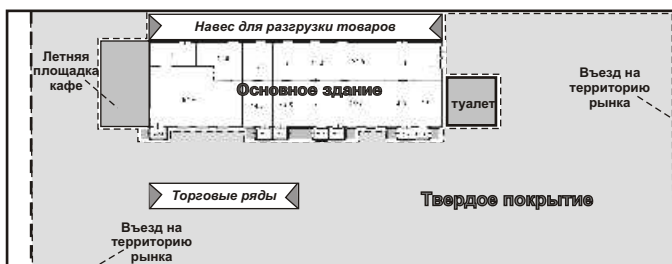 Навес для разгрузки товаров
Летняя
площадка
кафе
Основное здание
туалет
Въезд на
территорию
рынка
Торговые ряды
Твердое покрытие
Въезд на
территорию
рынка